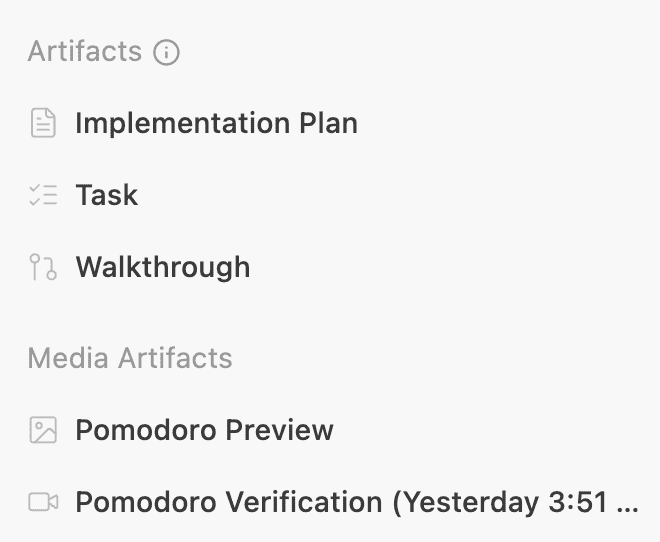 Artifacts
Implementation Plan
Task
Walkthrough
Media Artifacts
Pomodoro Preview
Pomodoro Verification (Yesterday 3:51 ...